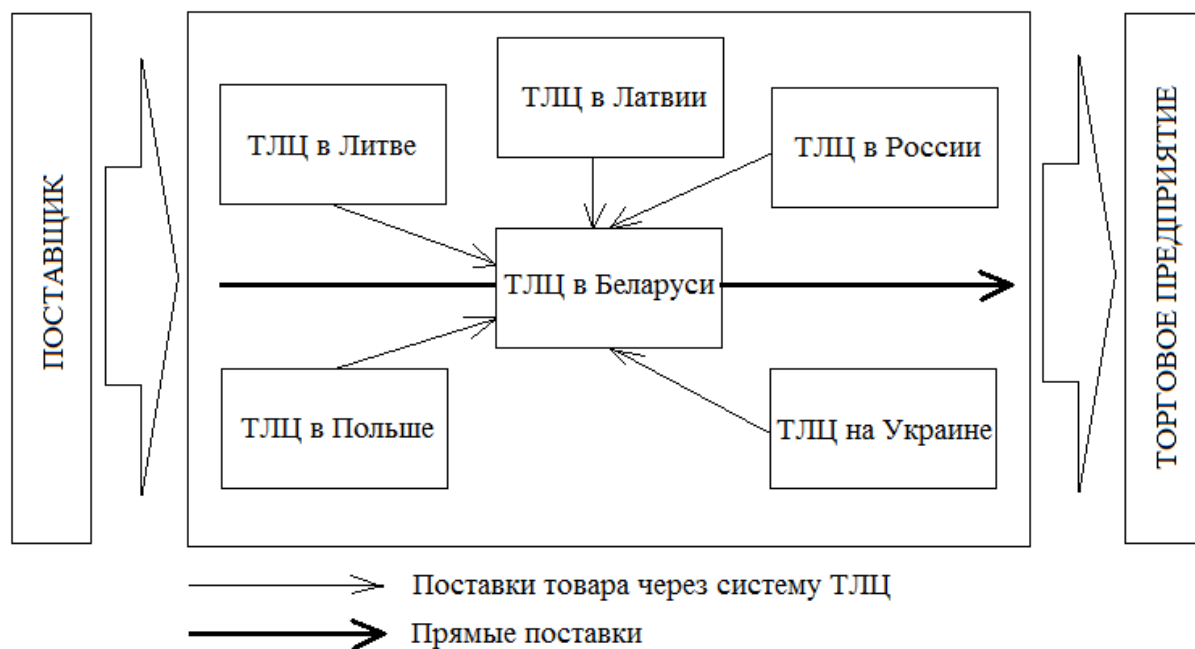 ПОСТАВЩИК
ТЛЦ в Литве
ТЛЦ в Латвии
ТЛЦ в России
ТЛЦ в Беларуси
ТЛЦ в Польше
ТЛЦ на Украине
ТОРГОВОЕ ПРЕДПРИЯТИЕ
Поставки товара через систему ТЛЦ
Прямые поставки